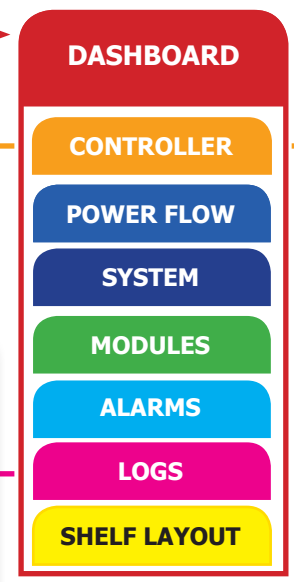 DASHBOARD
CONTROLLER
POWER FLOW
SYSTEM
MODULES
ALARMS
LOGS
SHELF LAYOUT